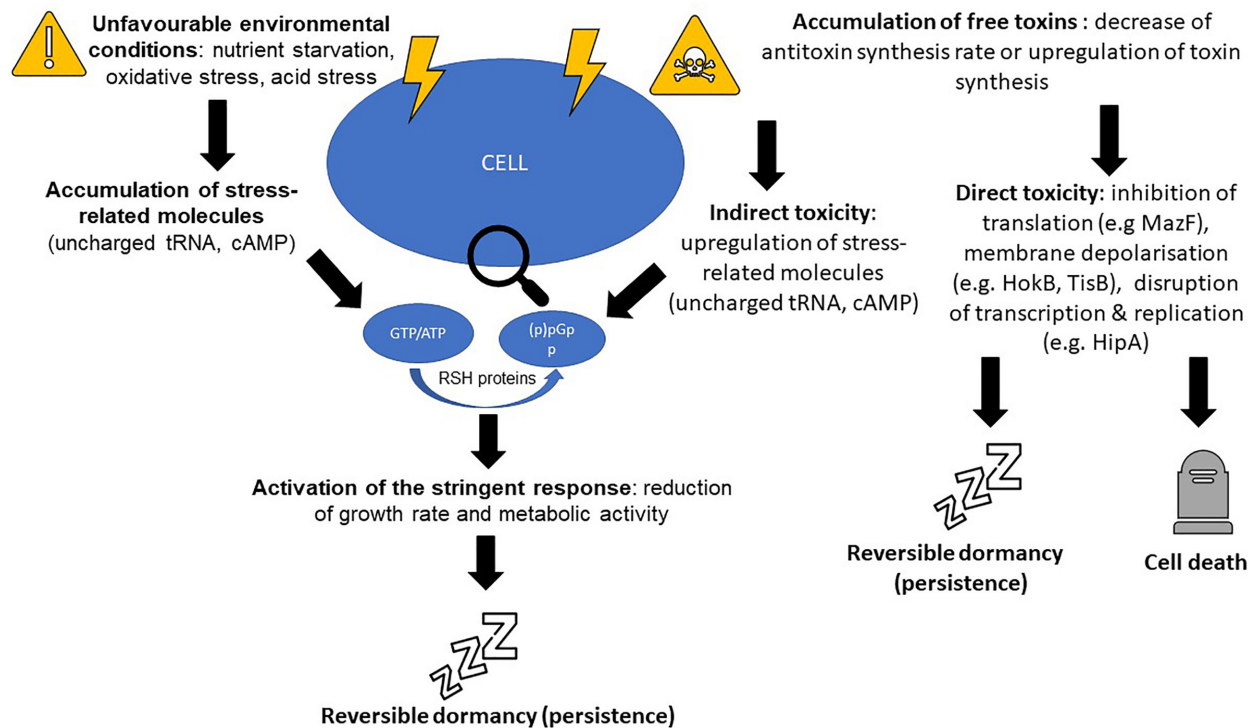 Unfavourable environmental
conditions: nutrient starvation,
oxidative stress, acid stress
Accumulation of free toxins : decrease of
antitoxin synthesis rate or upregulation of toxin
synthesis
CELL
Accumulation of stress-
related molecules
(uncharged tRNA, cAMP)
Indirect toxicity:
upregulation of stress-
related molecules
(uncharged tRNA, cAMP)
Direct toxicity: inhibition of
translation (e.g MazF),
membrane depolarisation
(e.g. HokB, TisB), disruption
of transcription & replication
(e.g. HipA)
GTP/ATP
(p)pGp
p
RSH proteins
Activation of the stringent response: reduction
of growth rate and metabolic activity
zzZ
Reversible dormancy
(persistence)
Cell death
zzZ
Reversible dormancy (persistence)